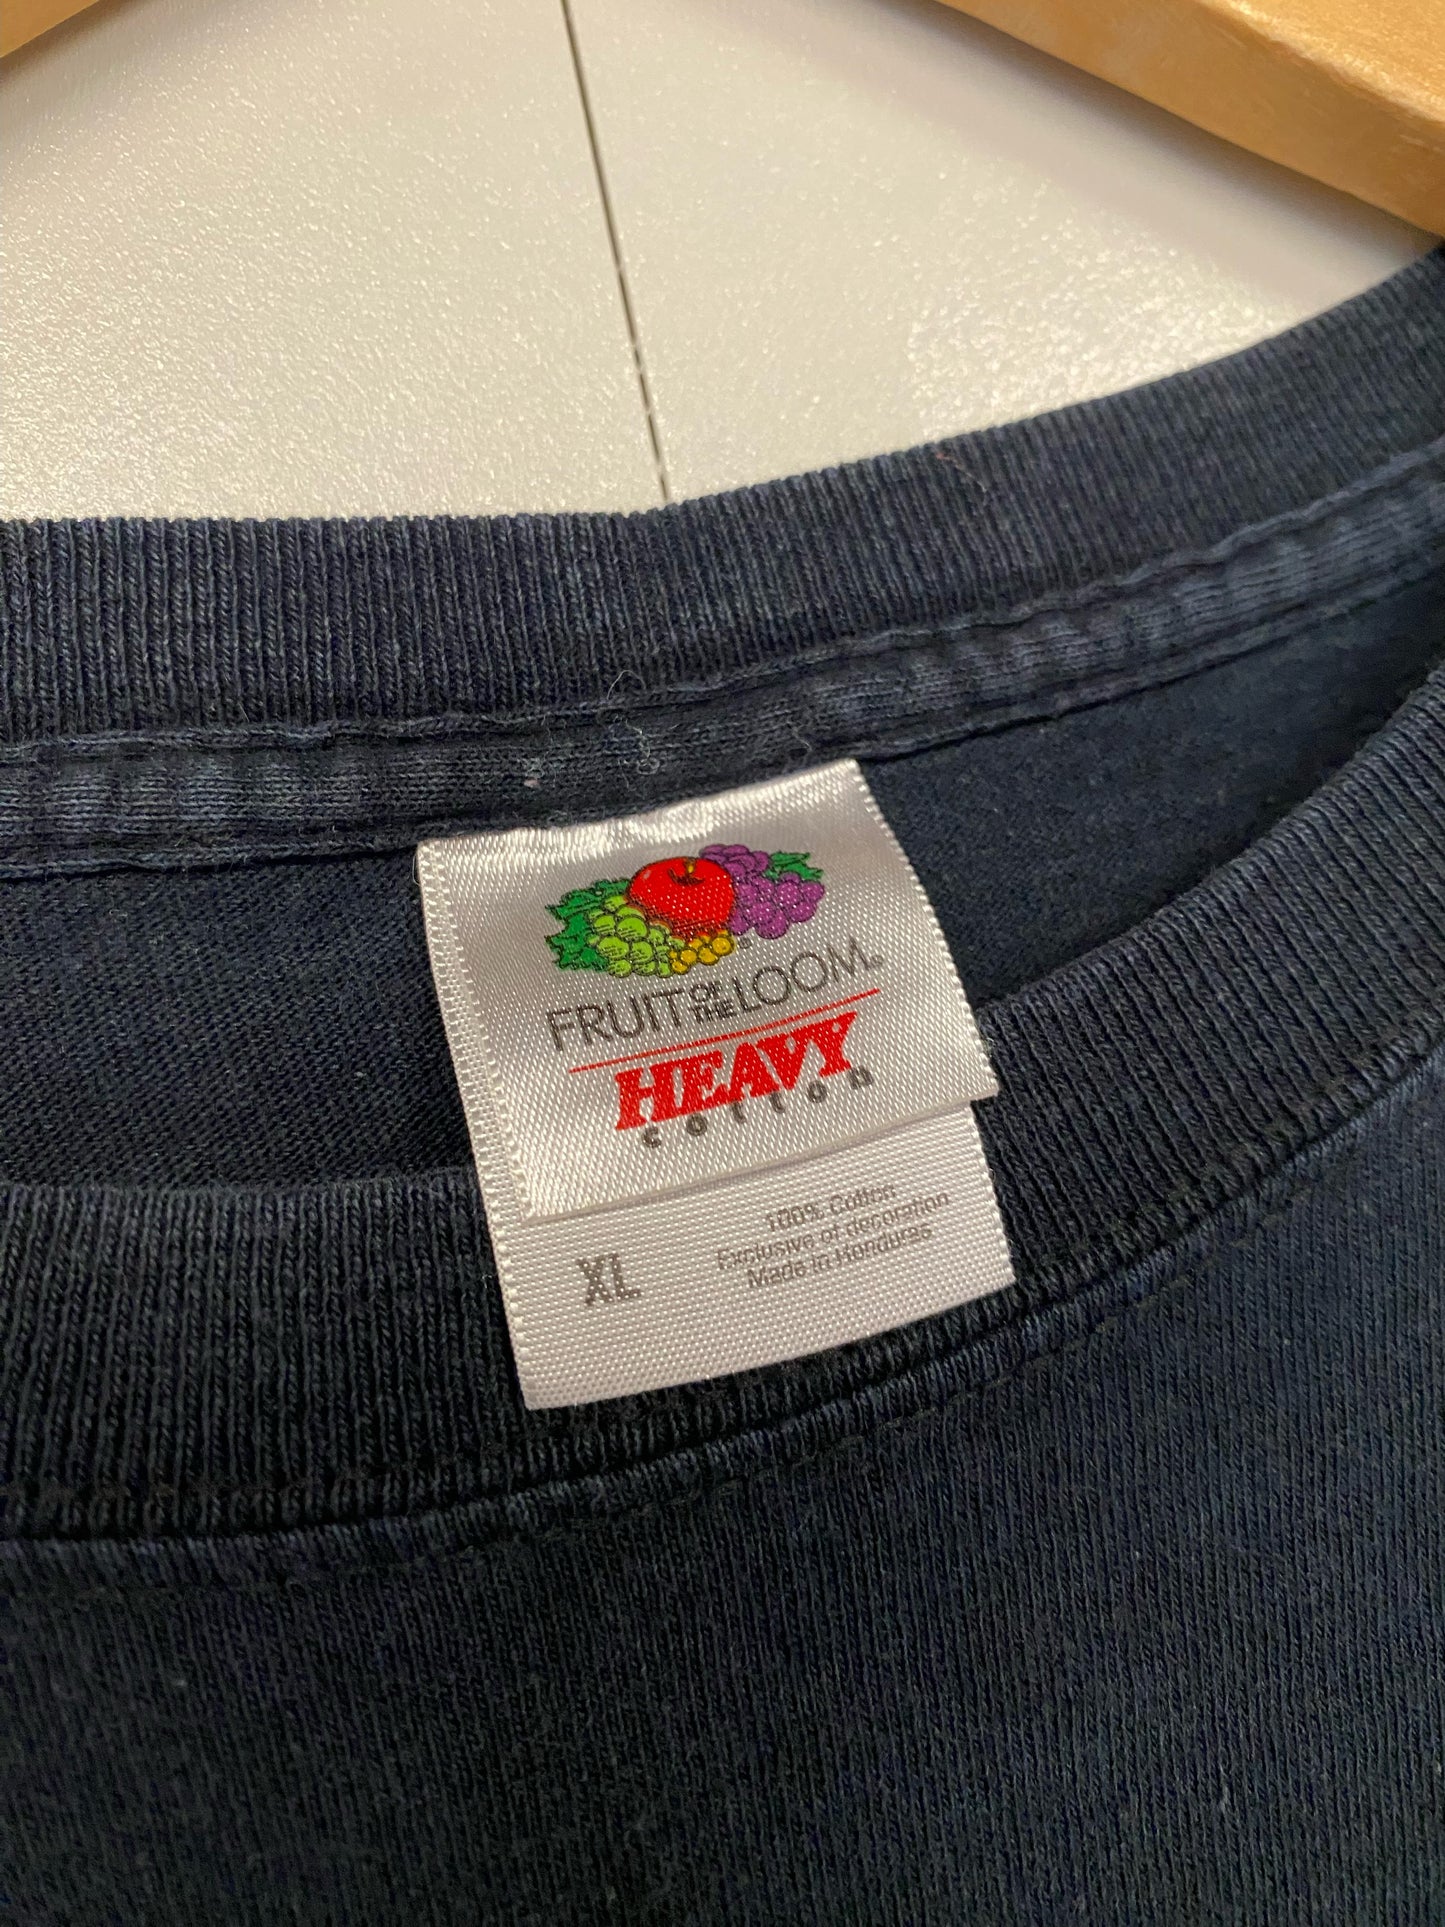 FRUIT OF THE LOOM®
HEAVY
cotton
XL
100% Cotton
Exclusive of decoration
Made in Honduras